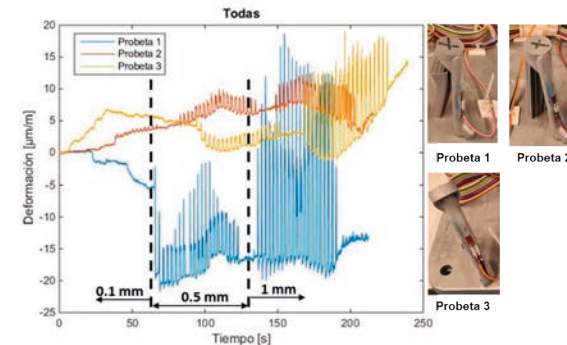 Todas
Probeta 1
Probeta 2
Probeta 3
Deformación [µm/m]
20
15
10
5
0
-5
-10
-15
-20
-25
0.1 mm
0.5 mm
1 mm
0
50
100
150
200
250
Tiempo [s]
Probeta 1
Probeta 2
Probeta 3